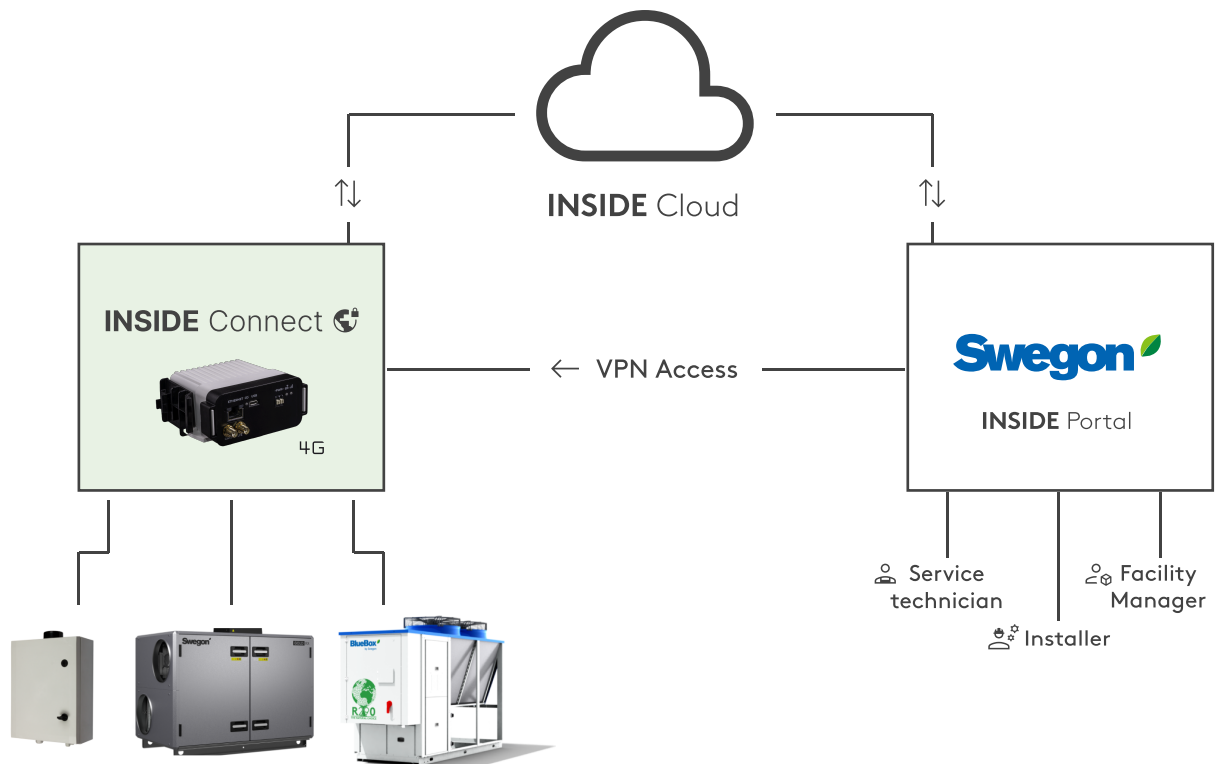 INSIDE Cloud
INSIDE Connect
4G
VPN Access
Swegon
INSIDE Portal
Service
technician
Installer
Facility
Manager
Swegon
BlueBox